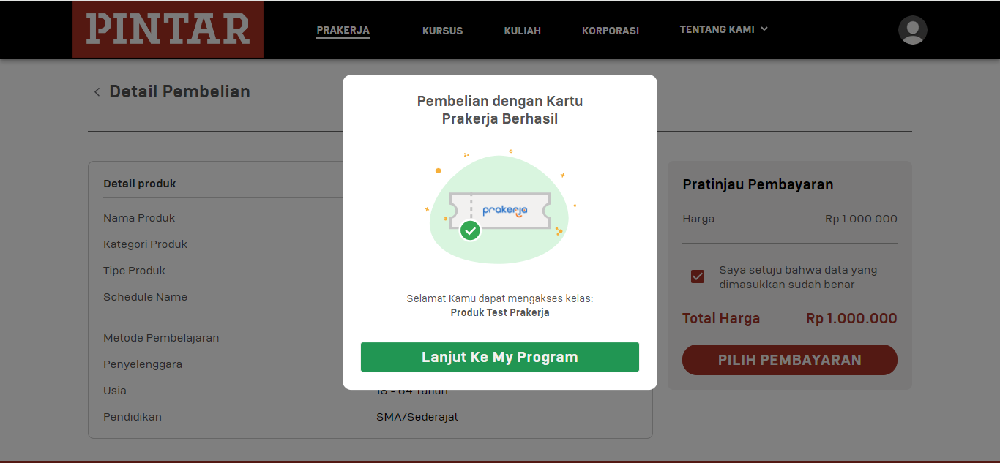 PINTAR
PRAKERJA
KURSUS
KULIAH
KORPORASI
TENTANG KAMI
Detail Pembelian
Pembelian dengan Kartu
Prakerja Berhasil
prakerja
Selamat Kamu dapat mengakses kelas:
Produk Test Prakerja
Lanjut Ke My Program
Detail produk
Nama Produk
Kategori Produk
Tipe Produk
Schedule Name
Metode Pembelajaran
Penyelenggara
Usia 18 - 64 Tahun
Pendidikan SMA/Sederajat
Pratinjau Pembayaran
Harga Rp 1.000.000
Saya setuju bahwa data yang
dimasukkan sudah benar
Total Harga Rp 1.000.000
PILIH PEMBAYARAN